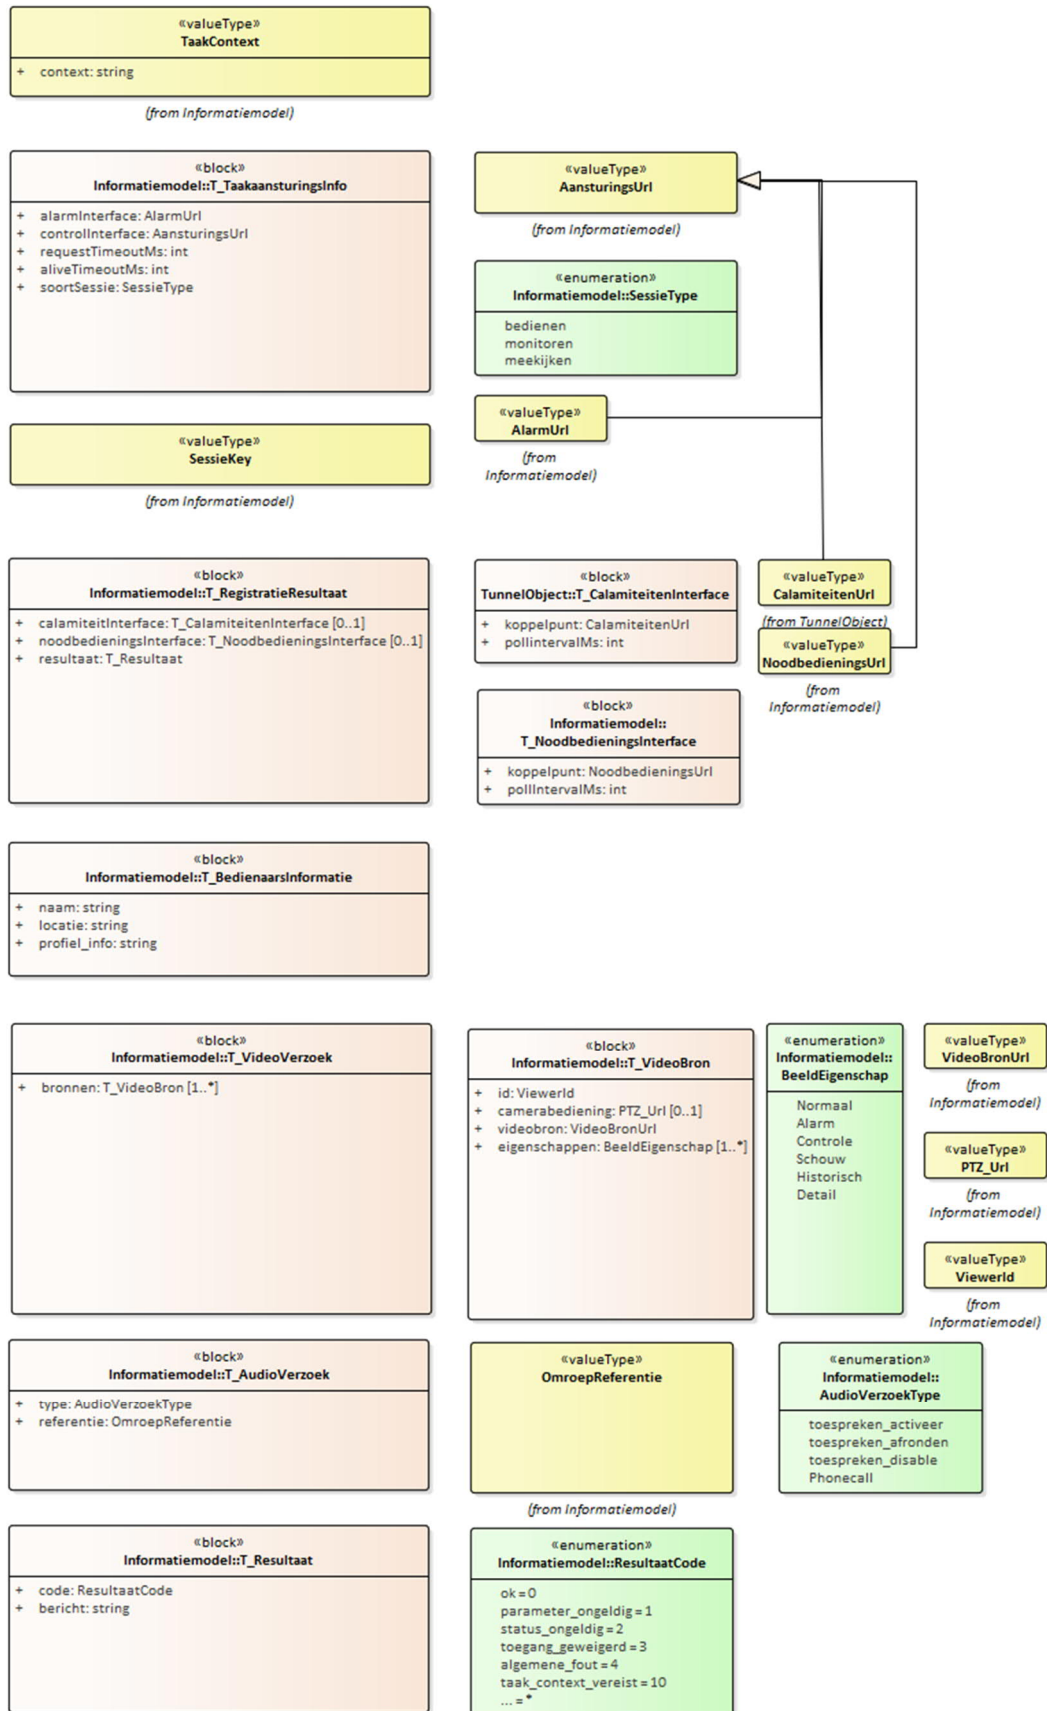 «valueType»
TaakContext
+ context: string
(from Informatiemodel)
«block»
Informatiemodel::T_TaakaansturingsInfo
+ alarmInterface: AlarmUrl
+ controlInterface: AansturingsUrl
+ requestTimeoutMs: int
+ aliveTimeoutMs: int
+ soortSessie: SessieType
«valueType»
AansturingsUrl
(from Informatiemodel)
«enumeration»
Informatiemodel::SessieType
bedienen
monitoren
meekijken
«valueType»
AlarmUrl
(from
Informatiemodel)
«valueType»
SessieKey
(from Informatiemodel)
«block»
Informatiemodel::T_RegistratieResultaat
+ calamiteitInterface: T_CalamiteitenInterface [0..1]
+ noodbedieningsInterface: T_NoodbedieningsInterface [0..1]
+ resultaat: T_Resultaat
«block»
TunnelObject::T_CalamiteitenInterface
+ koppelpunt: CalamiteitenUrl
+ pollintervalMs: int
«valueType»
CalamiteitenUrl
(from TunnelObject)
«valueType»
NoodbedieningsUrl
(from
Informatiemodel)
«block»
Informatiemodel::
T_NoodbedieningsInterface
+ koppelpunt: NoodbedieningsUrl
+ pollIntervalMs: int
«block»
Informatiemodel::T_BedienaarsInformatie
+ naam: string
+ locatie: string
+ profiel_info: string
«block»
Informatiemodel::T_VideoVerzoek
+ bronnen: T_VideoBron [1..*]
«block»
Informatiemodel::T_VideoBron
+ id: ViewerId
+ camerabediening: PTZ_Url [0..1]
+ videobron: VideoBronUrl
+ eigenschappen: BeeldEigenschap [1..*]
«enumeration»
Informatiemodel::
BeeldEigenschap
Normaal
Alarm
Controle
Schouw
Historisch
Detail
«valueType»
VideoBronUrl
(from
Informatiemodel)
«valueType»
PTZ_Url
(from
Informatiemodel)
«valueType»
ViewerId
(from
Informatiemodel)
«block»
Informatiemodel::T_AudioVerzoek
+ type: AudioVerzoekType
+ referentie: OmroepReferentie
«valueType»
OmroepReferentie
(from Informatiemodel)
«enumeration»
Informatiemodel::
AudioVerzoekType
toespreken_activeer
toespreken_afronden
toespreken_disable
Phonecall
«block»
Informatiemodel::T_Resultaat
+ code: ResultaatCode
+ bericht: string
«enumeration»
Informatiemodel::ResultaatCode
ok = 0
parameter_ongeldig = 1
status_ongeldig = 2
toegang_geweigerd = 3
algemene_fout = 4
taak_context_vereist = 10
... = *